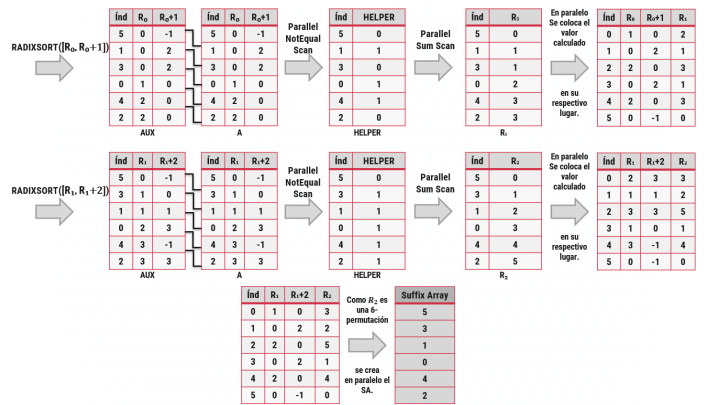 RADIXSORT([R₀, R₀+1])
Índ R₀ R₀+1
5 0 -1
1 0 2
3 0 2
0 1 0
4 2 0
2 2 0
AUX
Índ R₀ R₀+1
5 0 -1
1 0 2
3 0 2
0 1 0
4 2 0
2 2 0
A
Parallel
NotEqual
Scan
Índ HELPER
5 0
1 1
3 0
0 1
4 1
2 0
HELPER
Parallel
Sum Scan
Índ R₁
5 0
1 1
3 1
0 2
4 3
2 3
R₁
En paralelo
Se coloca el
valor
calculado
en su
respectivo
lugar.
Índ R₀ R₀+1 R₁
0 1 0 2
1 0 2 1
2 2 0 3
3 0 2 1
4 2 0 3
5 0 -1 0
RADIXSORT([R₁, R₁+2])
Índ R₁ R₁+2
5 0 -1
3 1 0
1 1 1
0 2 3
4 3 -1
2 3 3
AUX
Índ R₁ R₁+2
5 0 -1
3 1 0
1 1 1
0 2 3
4 3 -1
2 3 3
A
Parallel
NotEqual
Scan
Índ HELPER
5 0
3 1
1 1
0 1
4 1
2 1
HELPER
Parallel
Sum Scan
Índ R₂
5 0
3 1
1 2
0 3
4 4
2 5
R₂
En paralelo
Se coloca el
valor
calculado
en su
respectivo
lugar.
Índ R₁ R₁+2 R₂
0 2 3 3
1 1 1 2
2 3 3 5
3 1 0 1
4 3 -1 4
5 0 -1 0
Índ R₁ R₁+2 R₂
0 1 0 3
1 0 2 2
2 2 0 5
3 0 2 1
4 2 0 4
5 0 -1 0
Como R₂ es
una 6-
permutación
se crea
en paralelo el
SA.
Suffix Array
5
3
1
0
4
2